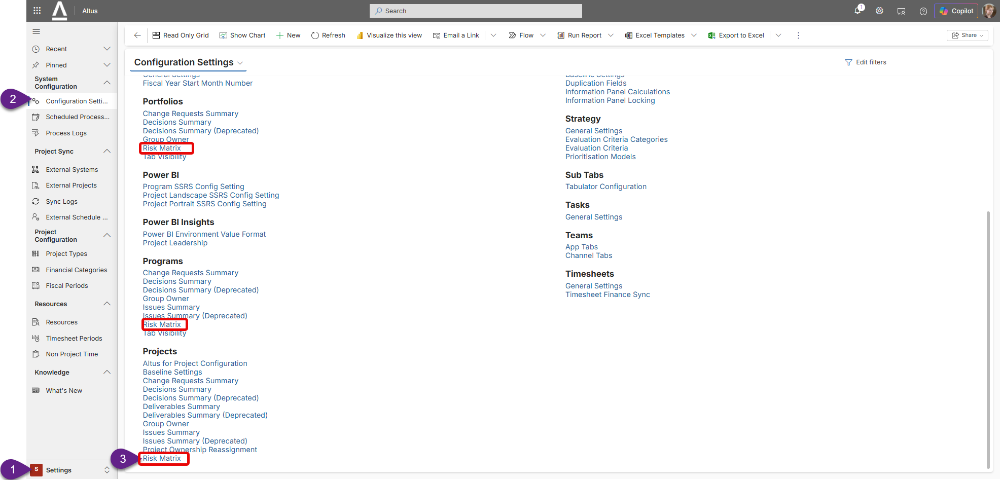 Altus
Search
1
Copilot
Read Only Grid
Show Chart
New
Refresh
Visualize this view
Email a Link
Flow
Run Report
Excel Templates
Export to Excel
Share
Recent
Pinned
System
Configuration
2
Configuration Setti...
Scheduled Process...
Process Logs
Project Sync
External Systems
External Projects
Sync Logs
External Schedule ...
Project
Configuration
Project Types
Financial Categories
Fiscal Periods
Resources
Resources
Timesheet Periods
Non Project Time
Knowledge
What's New
1
S
Settings
Configuration Settings
Edit filters
General Settings
Fiscal Year Start Month Number
Portfolios
Change Requests Summary
Decisions Summary
Decisions Summary (Deprecated)
Group Owner
Risk Matrix
Tab Visibility
Power BI
Program SSRS Config Setting
Project Landscape SSRS Config Setting
Project Portrait SSRS Config Setting
Power BI Insights
Power BI Environment Value Format
Project Leadership
Programs
Change Requests Summary
Decisions Summary
Decisions Summary (Deprecated)
Group Owner
Issues Summary
Issues Summary (Deprecated)
Risk Matrix
Tab Visibility
Projects
Altus for Project Configuration
Baseline Settings
Change Requests Summary
Decisions Summary
Decisions Summary (Deprecated)
Deliverables Summary
Deliverables Summary (Deprecated)
Group Owner
Issues Summary
Issues Summary (Deprecated)
Project Ownership Reassignment
3
Risk Matrix
Baseline Settings
Duplication Fields
Information Panel Calculations
Information Panel Locking
Strategy
General Settings
Evaluation Criteria Categories
Evaluation Criteria
Prioritisation Models
Sub Tabs
Tabulator Configuration
Tasks
General Settings
Teams
App Tabs
Channel Tabs
Timesheets
General Settings
Timesheet Finance Sync